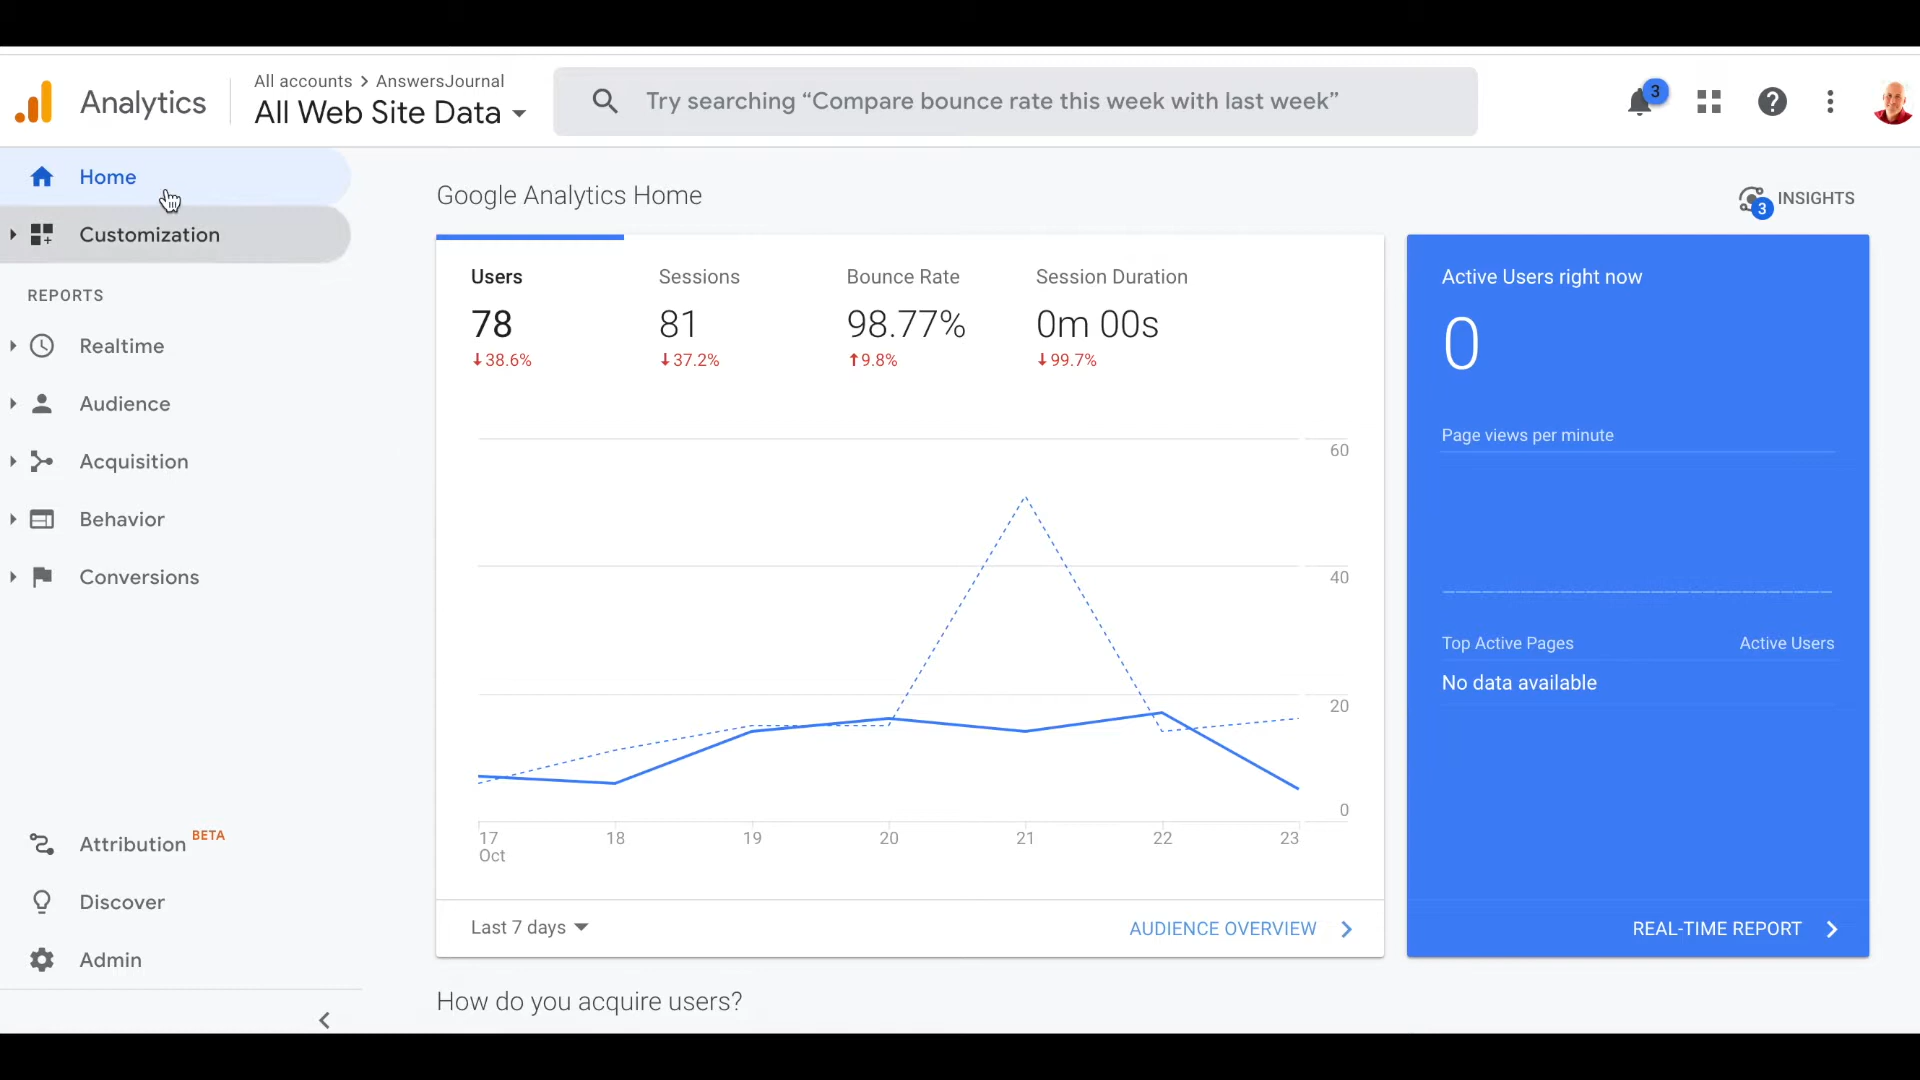 Analytics
All accounts > AnswersJournal
All Web Site Data
Try searching “Compare bounce rate this week with last week”
3
Home
Customization
REPORTS
Realtime
Audience
Acquisition
Behavior
Conversions
Attribution BETA
Discover
Admin
Google Analytics Home
3 INSIGHTS
Users Sessions Bounce Rate Session Duration
78 81 98.77% 0m 00s
↓38.6% ↓37.2% ↑9.8% ↓99.7%
60
40
20
0
17 18 19 20 21 22 23
Oct
Last 7 days
AUDIENCE OVERVIEW
Active Users right now
0
Page views per minute
Top Active Pages Active Users
No data available
REAL-TIME REPORT
How do you acquire users?